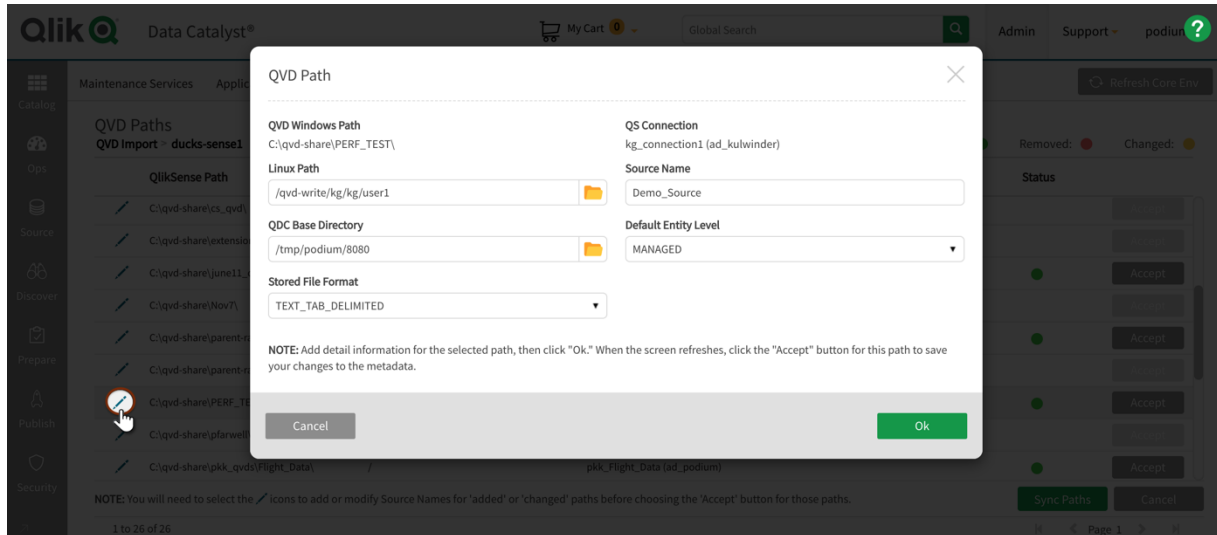 Qlik Data Catalyst® My Cart 0 Global Search Admin Support podium ?
Maintenance Services Applic Refresh Core Env
Catalog
QVD Paths
QVD Import > ducks-sense1 Removed: Changed:
Ops
QlikSense Path Status
C:\qvd-share\cs_qvd\ Accept
Source
C:\qvd-share\extensio
Discover
C:\qvd-share\june11_ Accept
C:\qvd-share\Nov7\
Prepare
C:\qvd-share\parent-ra Accept
C:\qvd-share\parent-ra
C:\qvd-share\PERF_TE Accept
Publish
C:\qvd-share\pfarwell\
C:\qvd-share\pkk_qvds\Flight_Data\ / pkk_Flight_Data (ad_podium) Accept
Security
NOTE: You will need to select the icons to add or modify Source Names for 'added' or 'changed' paths before choosing the 'Accept' button for those paths. Sync Paths Cancel
1 to 26 of 26 Page 1
QVD Path
QVD Windows Path QS Connection
C:\qvd-share\PERF_TEST\ kg_connection1 (ad_kulwinder)
Linux Path Source Name
/qvd-write/kg/kg/user1 Demo_Source
QDC Base Directory Default Entity Level
/tmp/podium/8080 MANAGED
Stored File Format
TEXT_TAB_DELIMITED
NOTE: Add detail information for the selected path, then click "Ok." When the screen refreshes, click the "Accept" button for this path to save
your changes to the metadata.
Cancel Ok